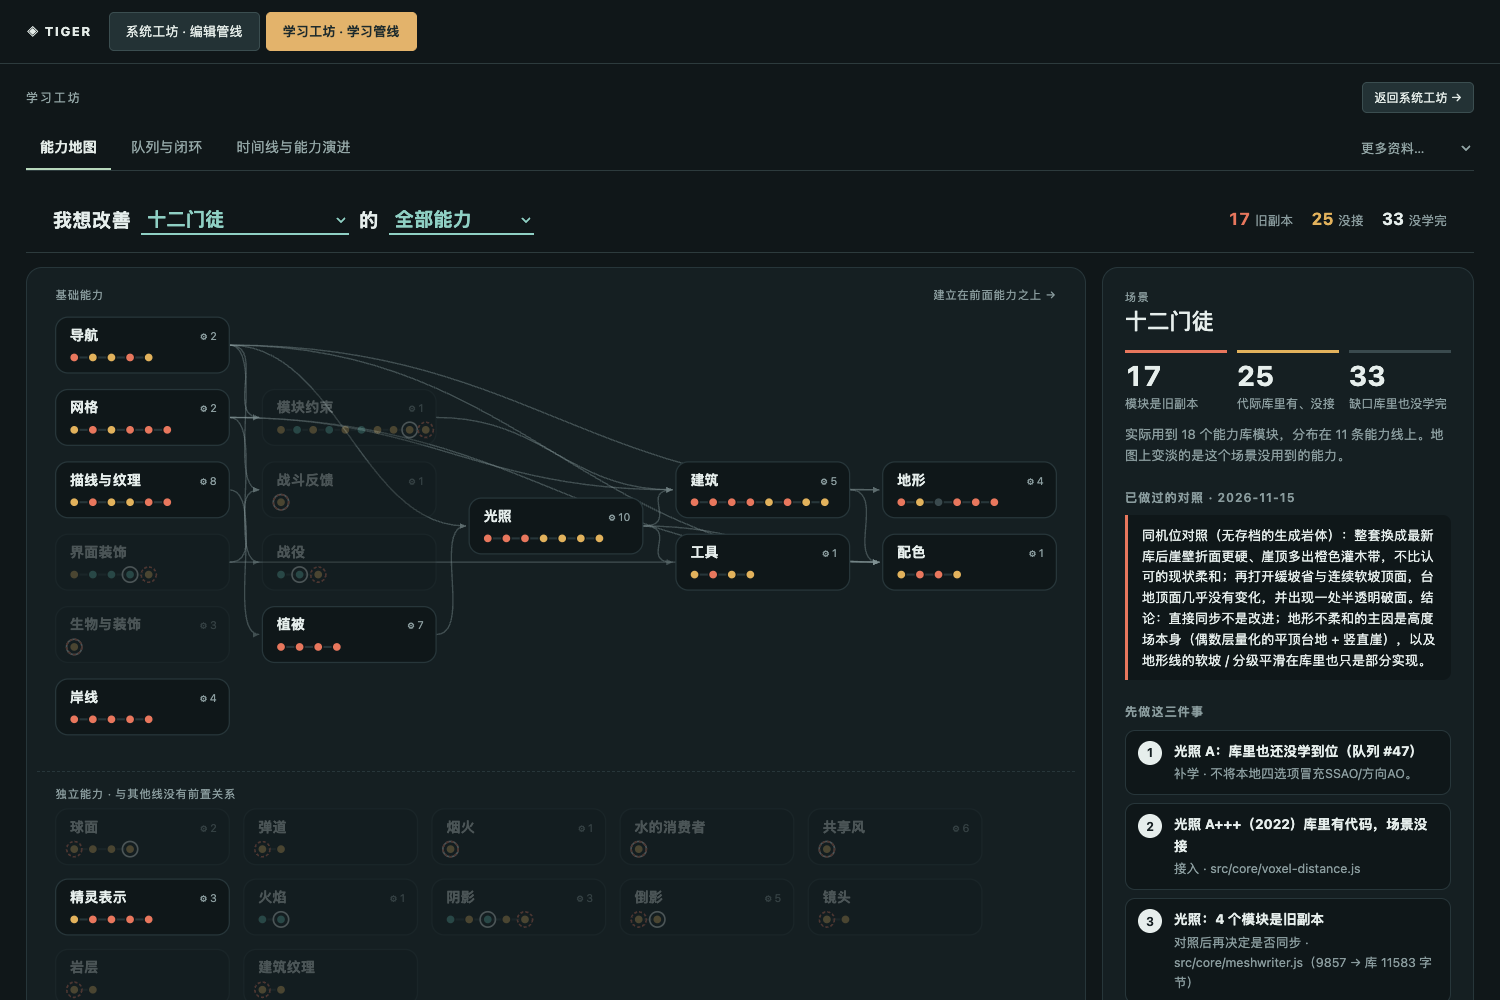 ◈ TIGER
系统工坊 · 编辑管线
学习工坊 · 学习管线
学习工坊
返回系统工坊 →
能力地图
队列与闭环
时间线与能力演进
更多资料...
我想改善 十二门徒 的 全部能力
17 旧副本 25 没接 33 没学完
基础能力
建立在前面能力之上 →
导航 2
网格 2
模块约束 1
描线与纹理 8
战斗反馈 1
建筑 5
地形 4
光照 10
界面装饰
战役
工具 1
配色 1
生物与装饰 3
植被 7
岸线 4
独立能力 · 与其他线没有前置关系
球面 2
弹道
烟火 1
水的消费者
共享风 6
精灵表示 3
火焰 1
阴影 3
倒影 5
镜头
岩层
建筑纹理
场景
十二门徒
17
模块是旧副本
25
代际库里有、没接
33
缺口库里也没学完
实际用到 18 个能力库模块，分布在 11 条能力线上。地
图上变淡的是这个场景没用到的能力。
已做过的对照 · 2026-11-15
同机位对照（无存档的生成岩体）：整套换成最新
库后崖壁折面更硬、崖顶多出橙色灌木带，不比认
可的现状柔和；再打开缓坡省与连续软坡顶面，台
地顶面几乎没有变化，并出现一处半透明破面。结
论：直接同步不是改进；地形不柔和的主因是高度
场本身（偶数层量化的平顶台地 + 竖直崖），以及
地形线的软坡 / 分级平滑在库里也只是部分实现。
先做这三件事
1
光照 A：库里也还没学到位（队列 #47）
补学 · 不将本地四选项冒充SSAO/方向AO。
2
光照 A+++（2022）库里有代码，场景没
接
接入 · src/core/voxel-distance.js
3
光照：4 个模块是旧副本
对照后再决定是否同步 ·
src/core/meshwriter.js（9857 → 库 11583 字
节）